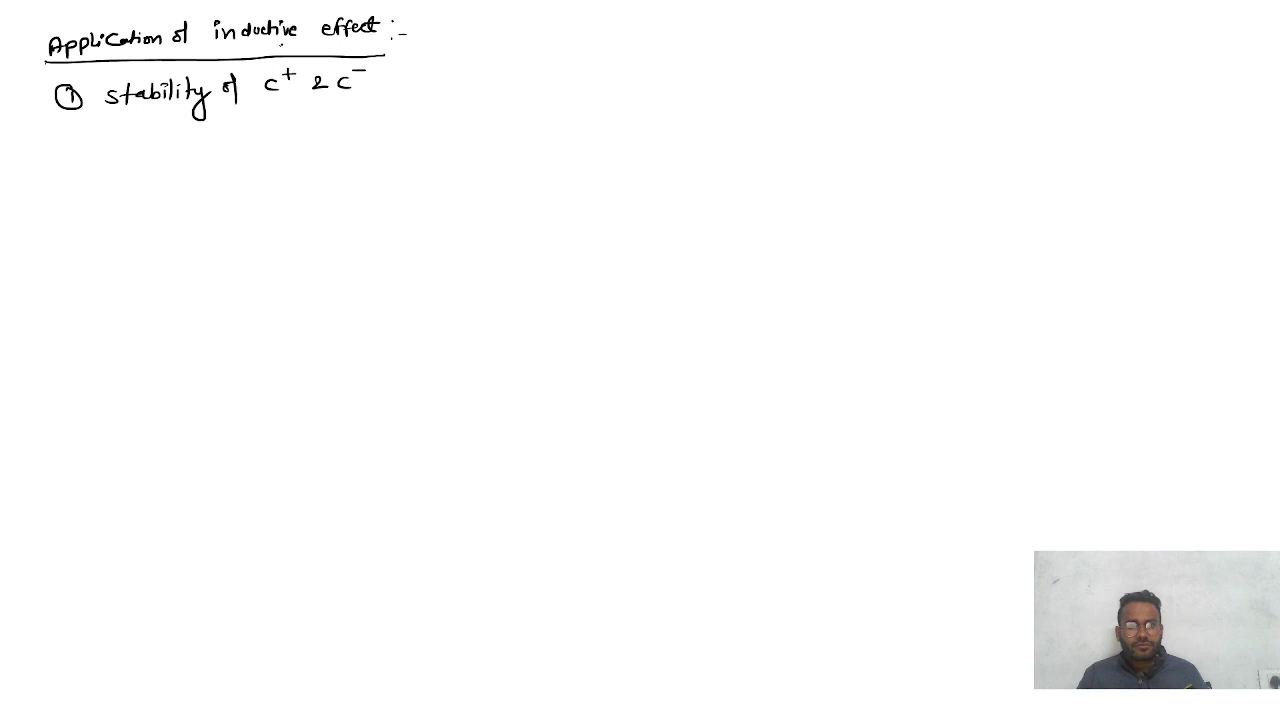 Application of inductive effect :-
① stability of C⁺ & C⁻